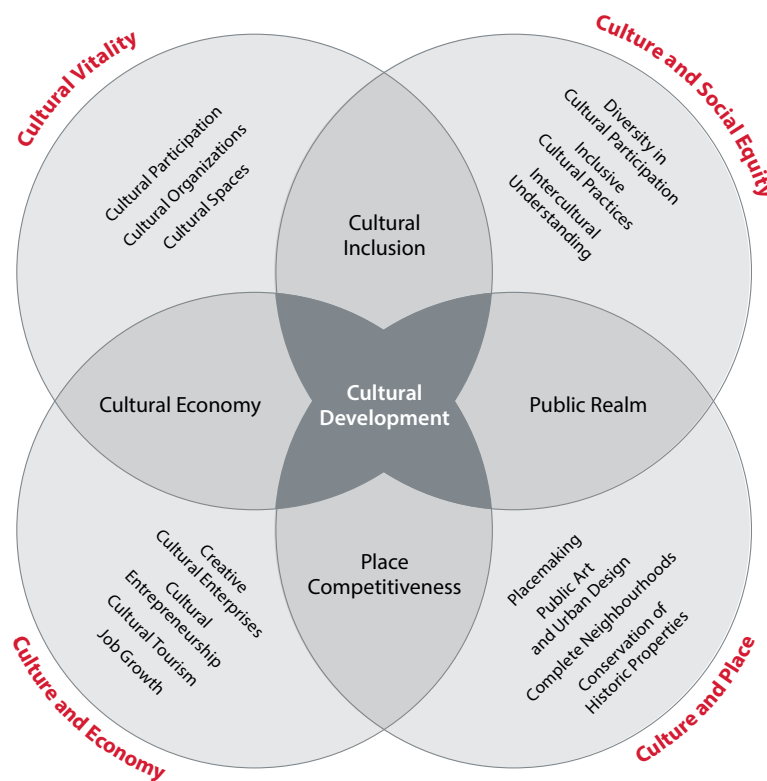 Cultural Vitality
Cultural Participation
Cultural Organizations
Cultural Spaces
Culture and Social Equity
Diversity in
Cultural Participation
Inclusive
Cultural Practices
Intercultural
Understanding
Cultural
Inclusion
Cultural Economy
Cultural
Development
Public Realm
Place
Competitiveness
Culture and Economy
Creative
Cultural Enterprises
Cultural
Entrepreneurship
Cultural Tourism
Job Growth
Culture and Place
Placemaking
Public Art
and Urban Design
Complete Neighbourhoods
Conservation of
Historic Properties